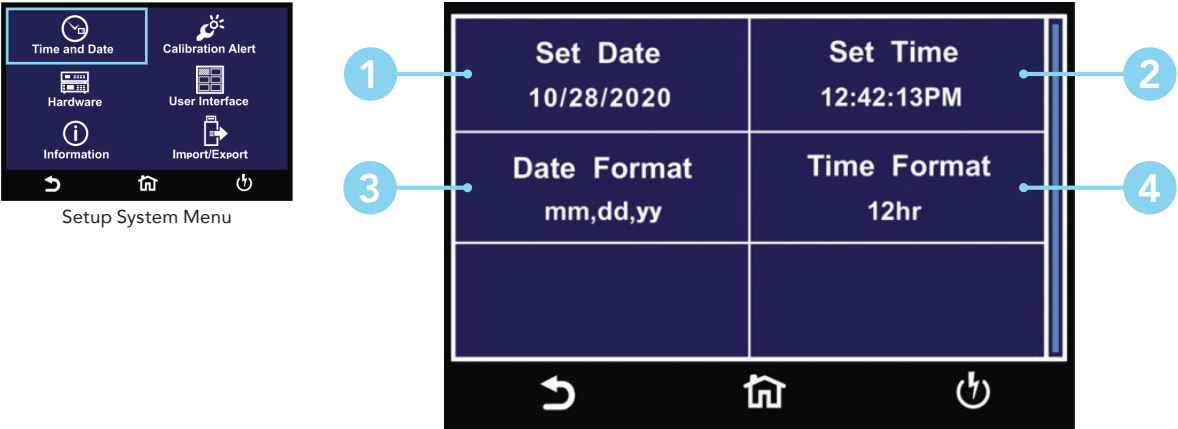 Time and Date
Calibration Alert
Hardware
User Interface
Information
Import/Export
Setup System Menu
1
Set Date
10/28/2020
Set Time
12:42:13PM
2
3
Date Format
mm,dd,yy
Time Format
12hr
4